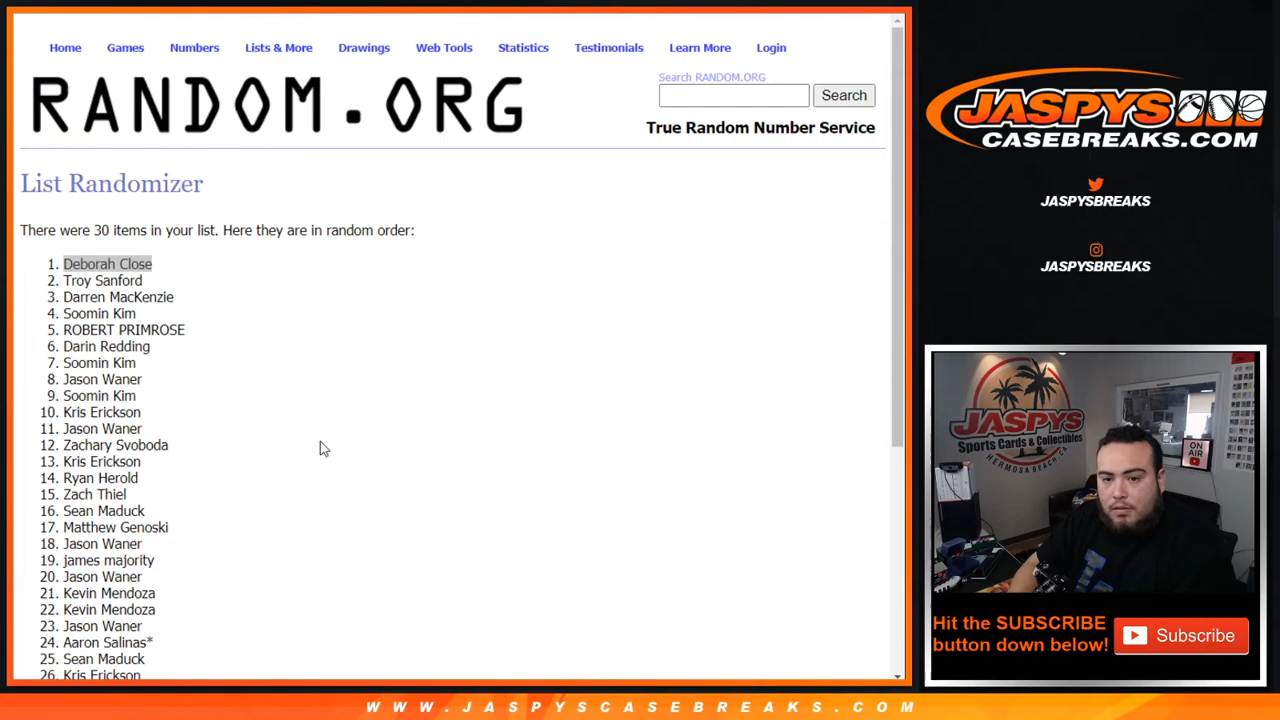 Home Games Numbers Lists & More Drawings Web Tools Statistics Testimonials Learn More Login
RANDOM.ORG
Search RANDOM.ORG
Search
True Random Number Service
List Randomizer
There were 30 items in your list. Here they are in random order:
1. Deborah Close
2. Troy Sanford
3. Darren MacKenzie
4. Soomin Kim
5. ROBERT PRIMROSE
6. Darin Redding
7. Soomin Kim
8. Jason Waner
9. Soomin Kim
10. Kris Erickson
11. Jason Waner
12. Zachary Svoboda
13. Kris Erickson
14. Ryan Herold
15. Zach Thiel
16. Sean Maduck
17. Matthew Genoski
18. Jason Waner
19. james majority
20. Jason Waner
21. Kevin Mendoza
22. Kevin Mendoza
23. Jason Waner
24. Aaron Salinas*
25. Sean Maduck
26. Kris Erickson
JASPYS
CASEBREAKS.COM
JASPYSBREAKS
JASPYSBREAKS
JASPYS
Sports Cards & Collectibles
HERMOSA BEACH, CA
ON AIR
Hit the SUBSCRIBE
button down below!
Subscribe
WWW.JASPYSCASEBREAKS.COM